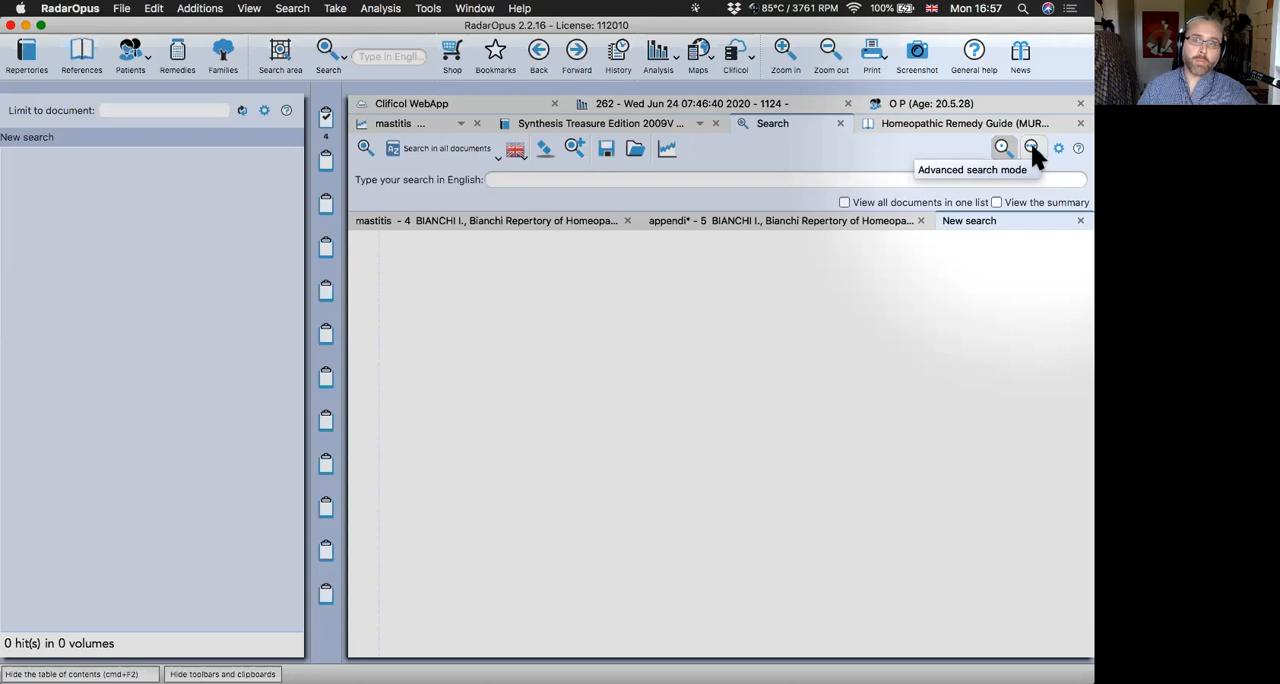 RadarOpus File Edit Additions View Search Take Analysis Tools Window Help 85°C / 3761 RPM 100% Mon 16:57
RadarOpus 2.2.16 - License: 112010
Type in Engli...
Repertories References Patients Remedies Families Search area Search Shop Bookmarks Back Forward History Analysis Maps Clificol Zoom in Zoom out Print Screenshot General help News
Limit to document:
New search
0 hit(s) in 0 volumes
4
Clificol WebApp 262 - Wed Jun 24 07:46:40 2020 - 1124 - O P (Age: 20.5.28)
mastitis ... Synthesis Treasure Edition 2009V ... Search Homeopathic Remedy Guide (MUR...
Search in all documents
Advanced search mode
Type your search in English:
View all documents in one list View the summary
mastitis - 4 BIANCHI I., Bianchi Repertory of Homeopa... appendi* - 5 BIANCHI I., Bianchi Repertory of Homeopa... New search
Hide the table of contents (cmd+F2) Hide toolbars and clipboards